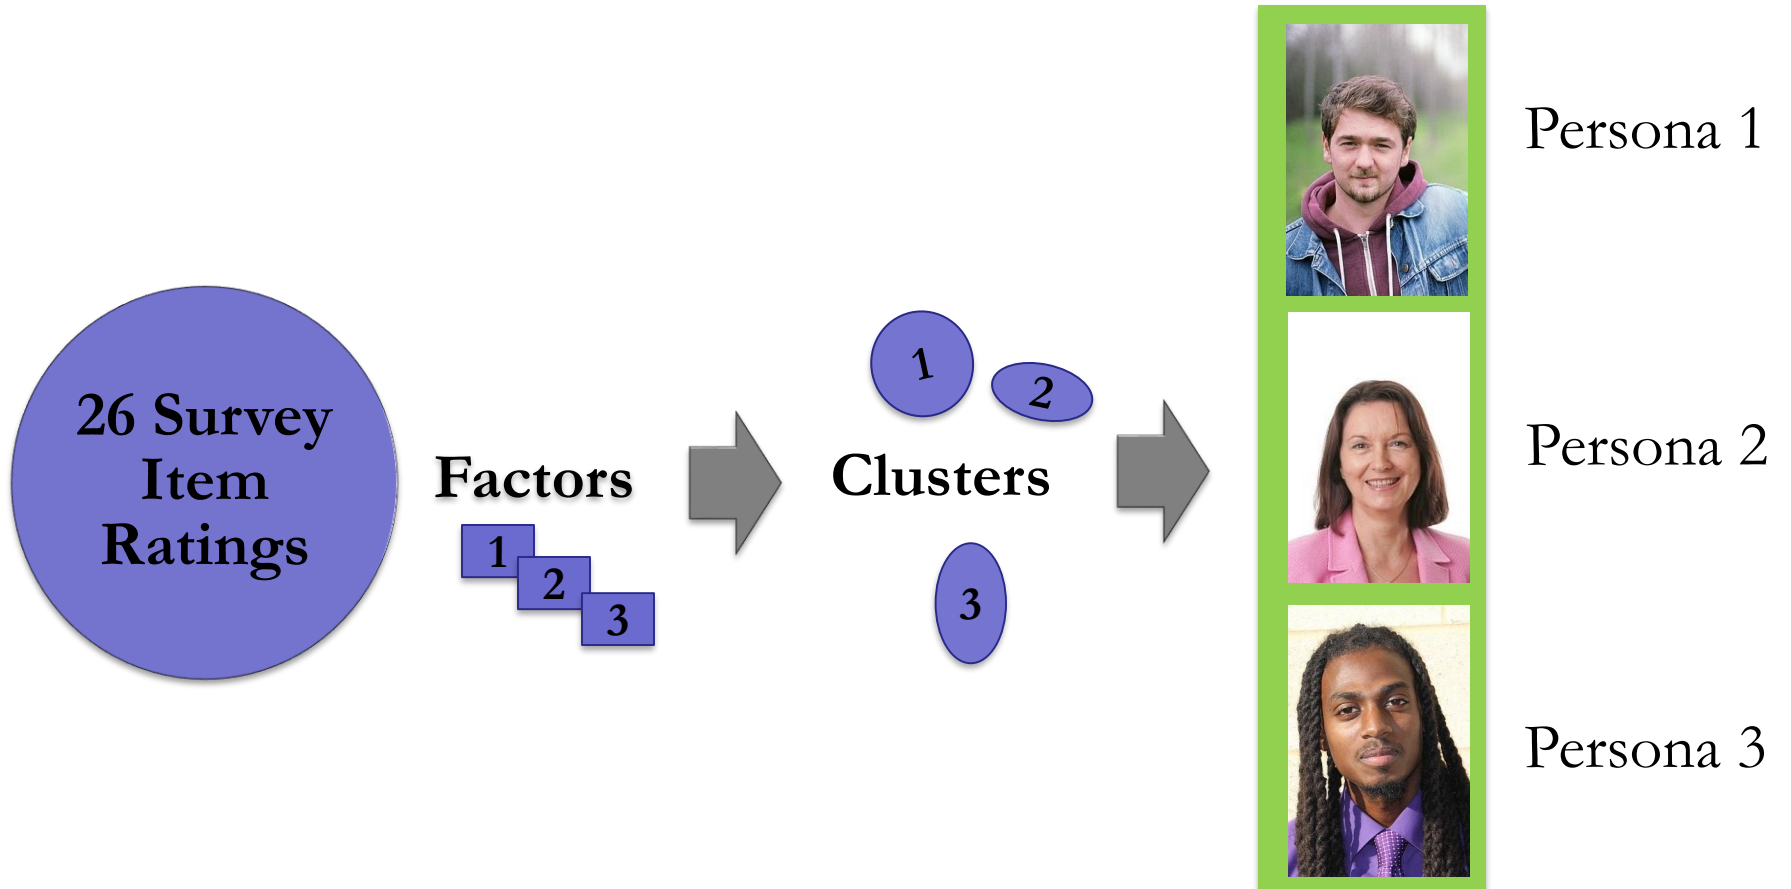 26 Survey
Item
Ratings
Factors
1
2
3
1
2
Clusters
3
Persona 1
Persona 2
Persona 3